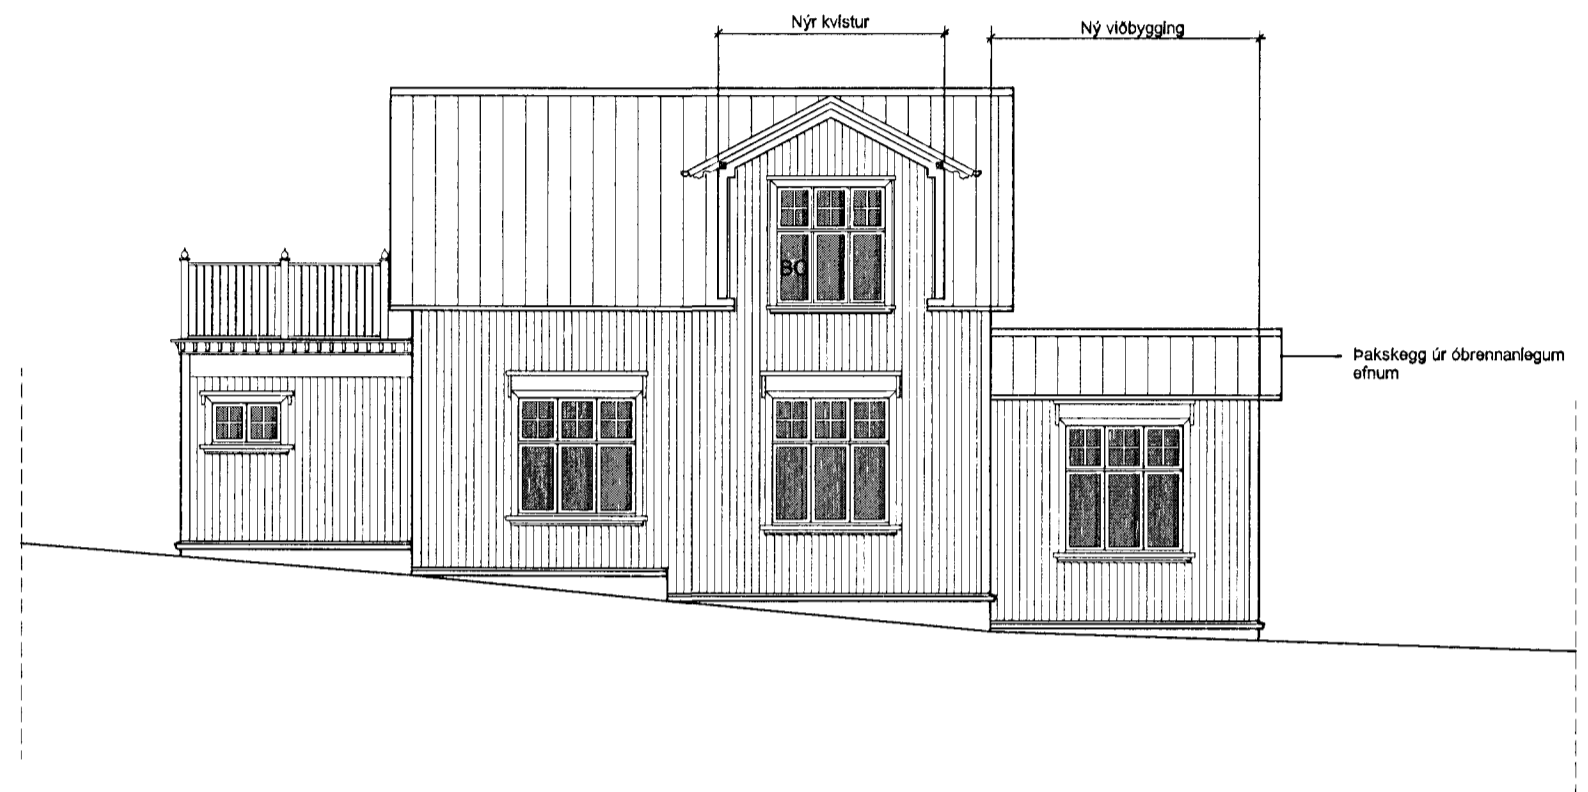 Nýr kvistur
Ný viðbygging
BO
Þakskegg úr óbrennanlegum
efnum